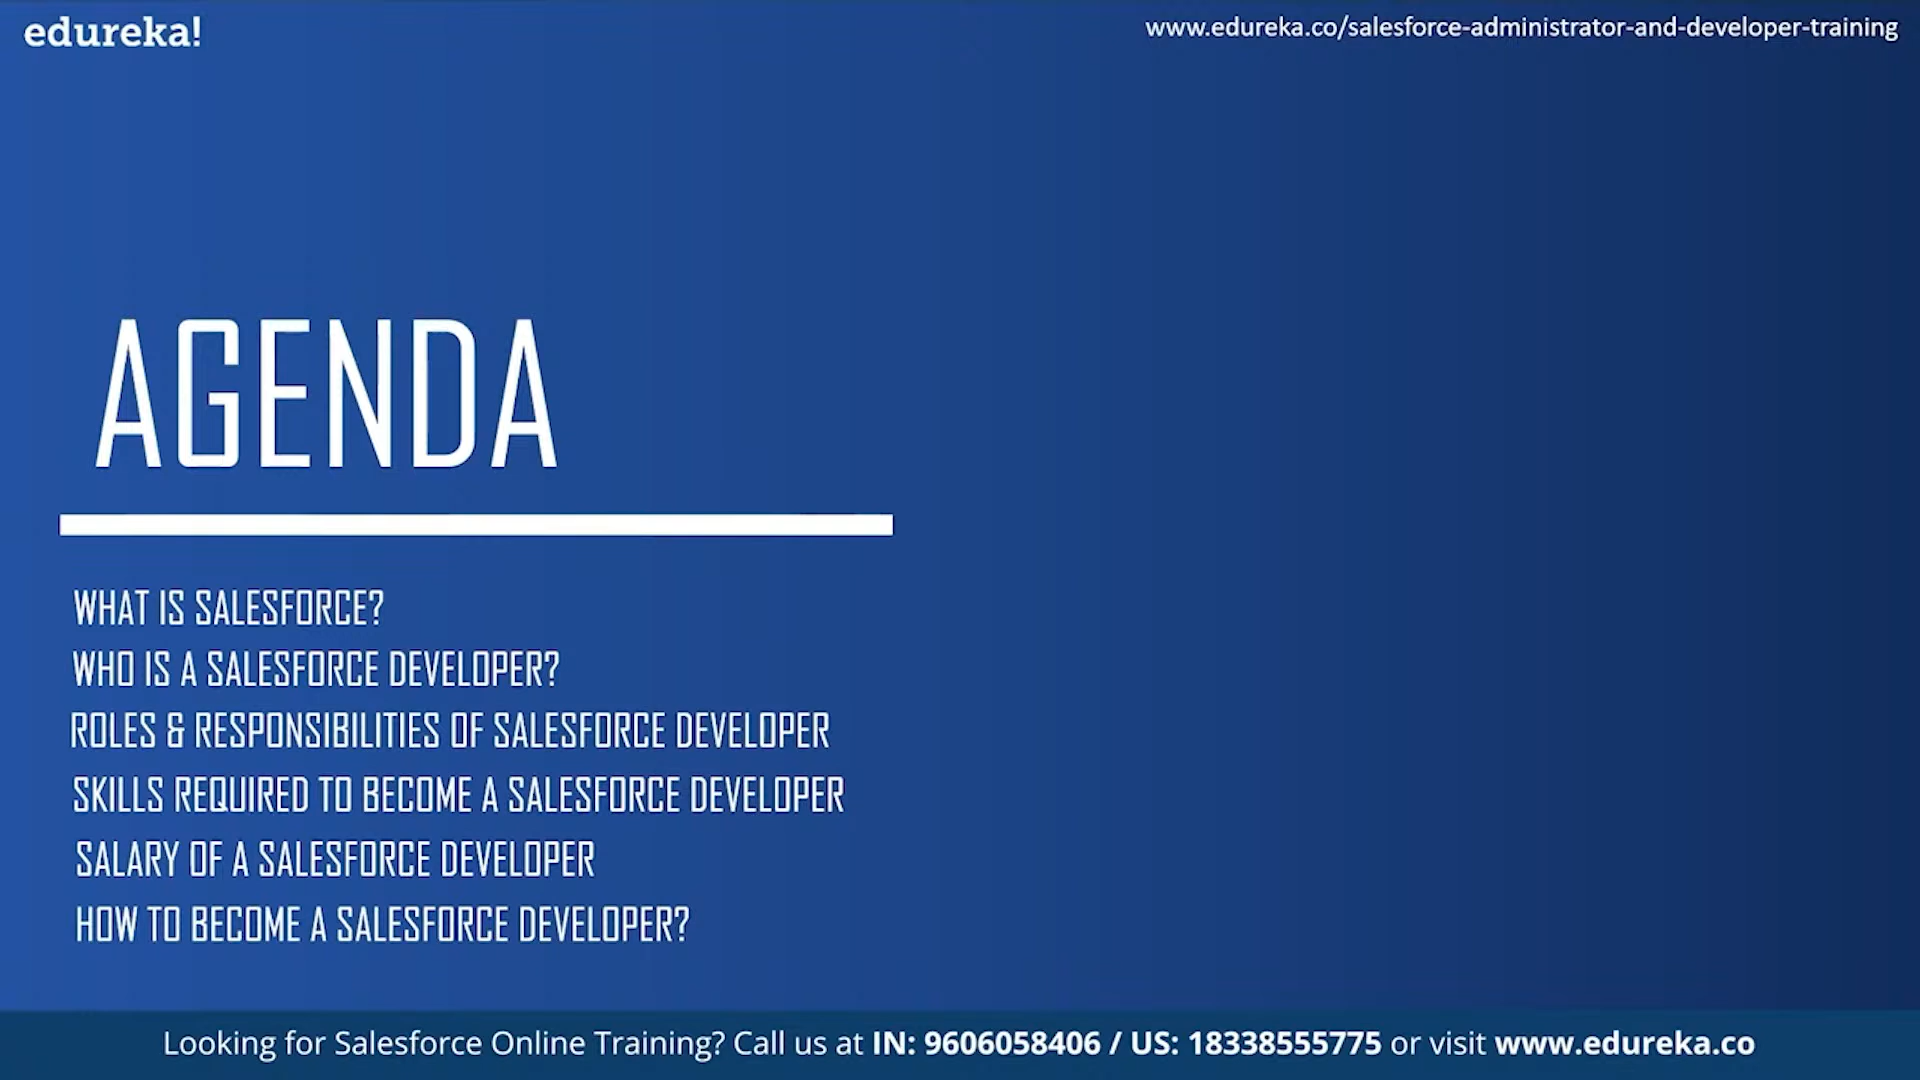 edureka!
www.edureka.co/salesforce-administrator-and-developer-training
AGENDA
WHAT IS SALESFORCE?
WHO IS A SALESFORCE DEVELOPER?
ROLES & RESPONSIBILITIES OF SALESFORCE DEVELOPER
SKILLS REQUIRED TO BECOME A SALESFORCE DEVELOPER
SALARY OF A SALESFORCE DEVELOPER
HOW TO BECOME A SALESFORCE DEVELOPER?
Looking for Salesforce Online Training? Call us at IN: 9606058406 / US: 18338555775 or visit www.edureka.co